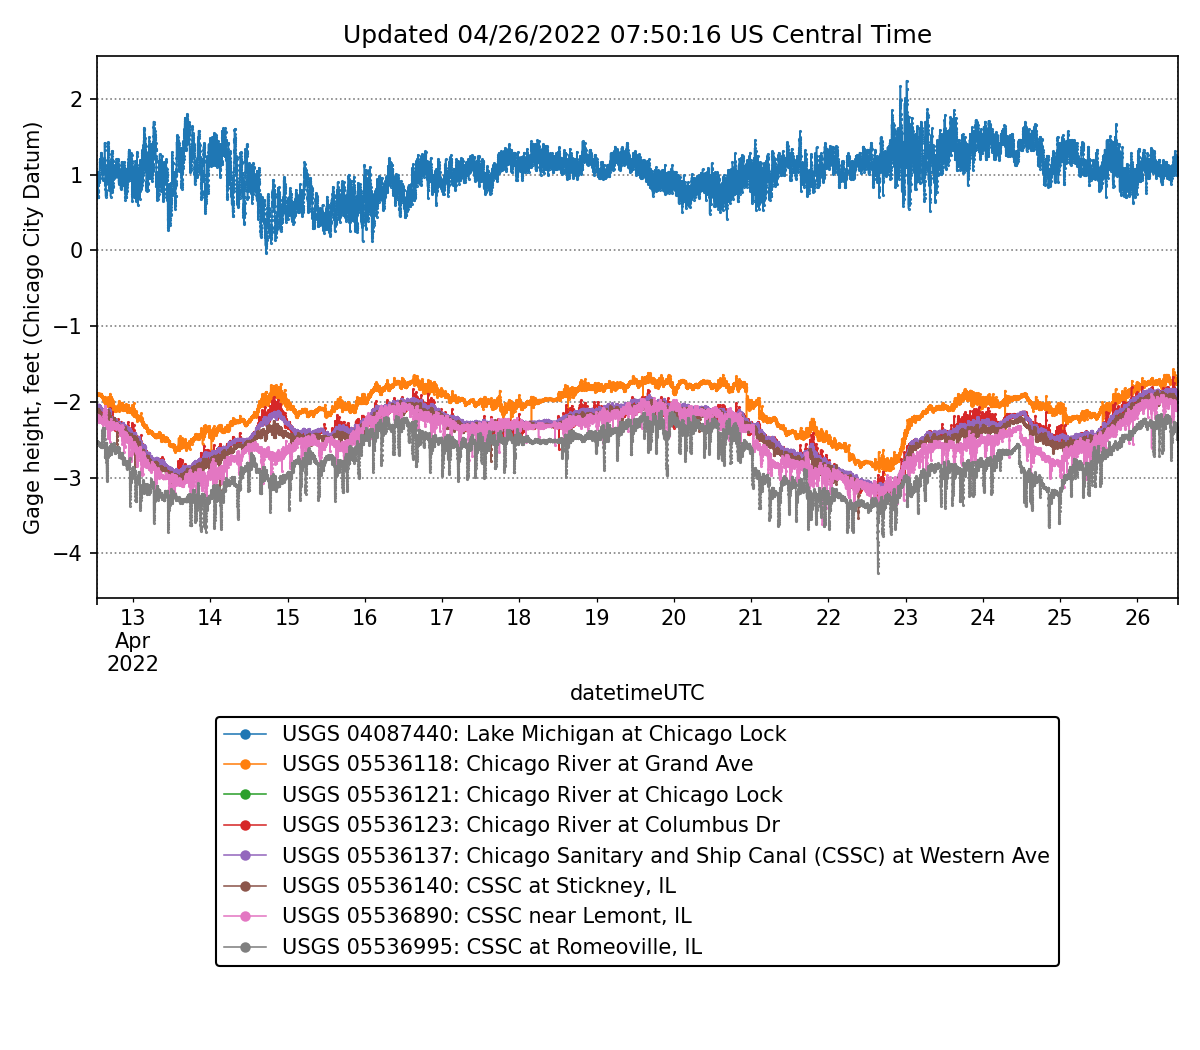 Updated 04/26/2022 07:50:16 US Central Time
Gage height, feet (Chicago City Datum)
2
1
0
−1
−2
−3
−4
13 14 15 16 17 18 19 20 21 22 23 24 25 26
Apr
2022
datetimeUTC
USGS 04087440: Lake Michigan at Chicago Lock
USGS 05536118: Chicago River at Grand Ave
USGS 05536121: Chicago River at Chicago Lock
USGS 05536123: Chicago River at Columbus Dr
USGS 05536137: Chicago Sanitary and Ship Canal (CSSC) at Western Ave
USGS 05536140: CSSC at Stickney, IL
USGS 05536890: CSSC near Lemont, IL
USGS 05536995: CSSC at Romeoville, IL